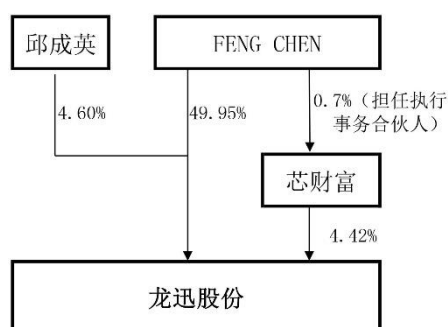 邱成英
FENG CHEN
4.60%
49.95%
0.7%（担任执行
事务合伙人）
芯财富
4.42%
龙迅股份